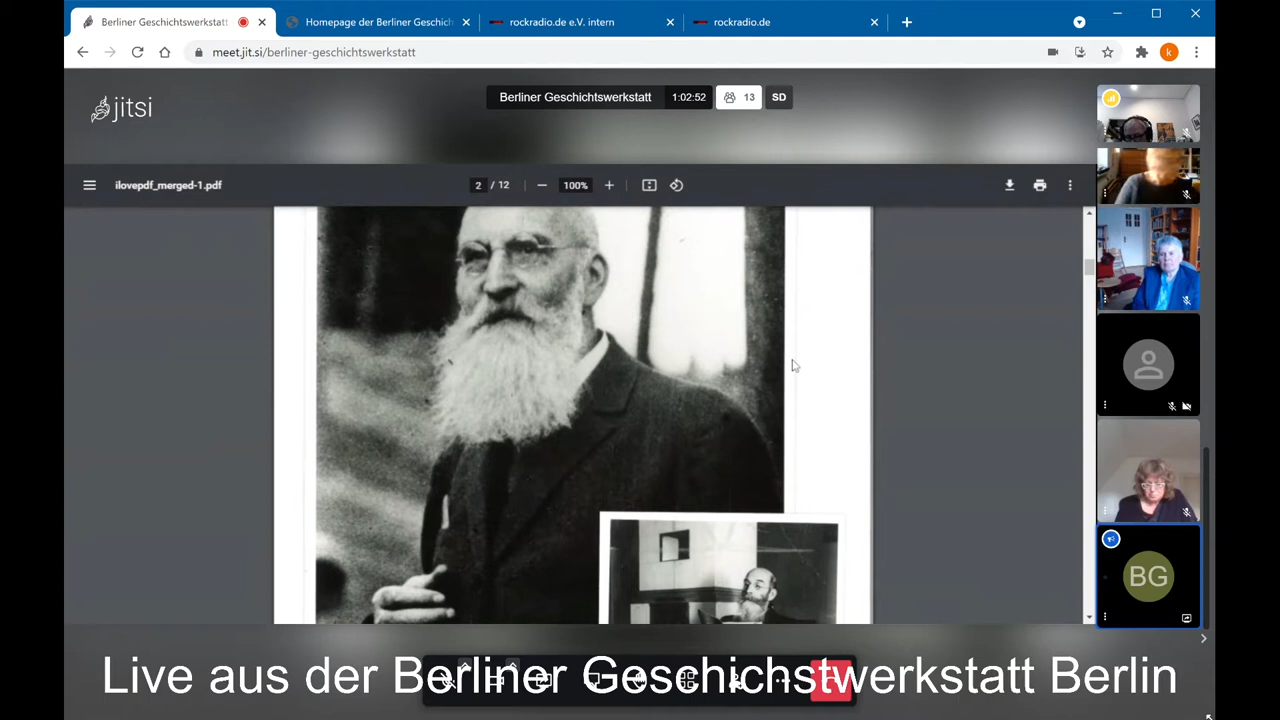 Berliner Geschichtswerkstatt
Homepage der Berliner Geschich
rockradio.de e.V. intern
rockradio.de
meet.jit.si/berliner-geschichtswerkstatt
k
jitsi
Berliner Geschichtswerkstatt 1:02:52 13 SD
ilovepdf_merged-1.pdf
2 / 12
100%
BG
Live aus der Berliner Geschichstwerkstatt Berlin